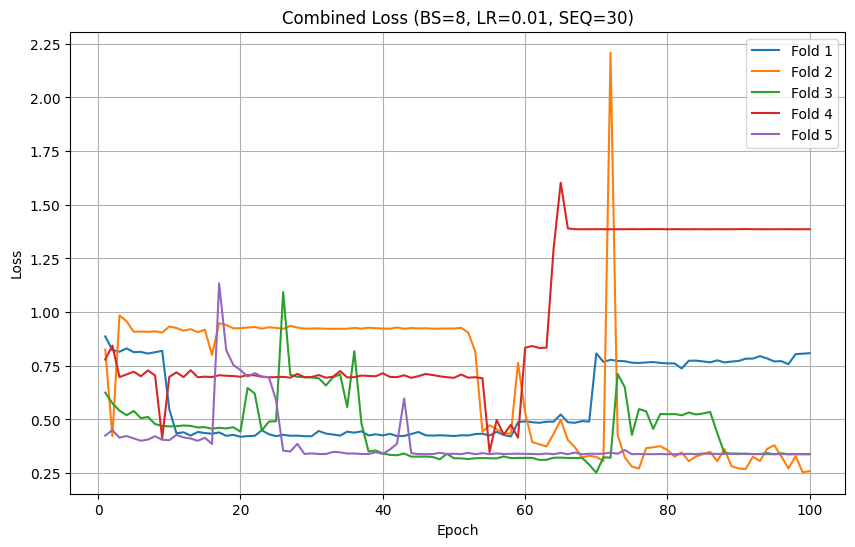 Combined Loss (BS=8, LR=0.01, SEQ=30)
2.25
2.00
1.75
1.50
1.25
1.00
0.75
0.50
0.25
Loss
Fold 1
Fold 2
Fold 3
Fold 4
Fold 5
0
20
40
60
80
100
Epoch